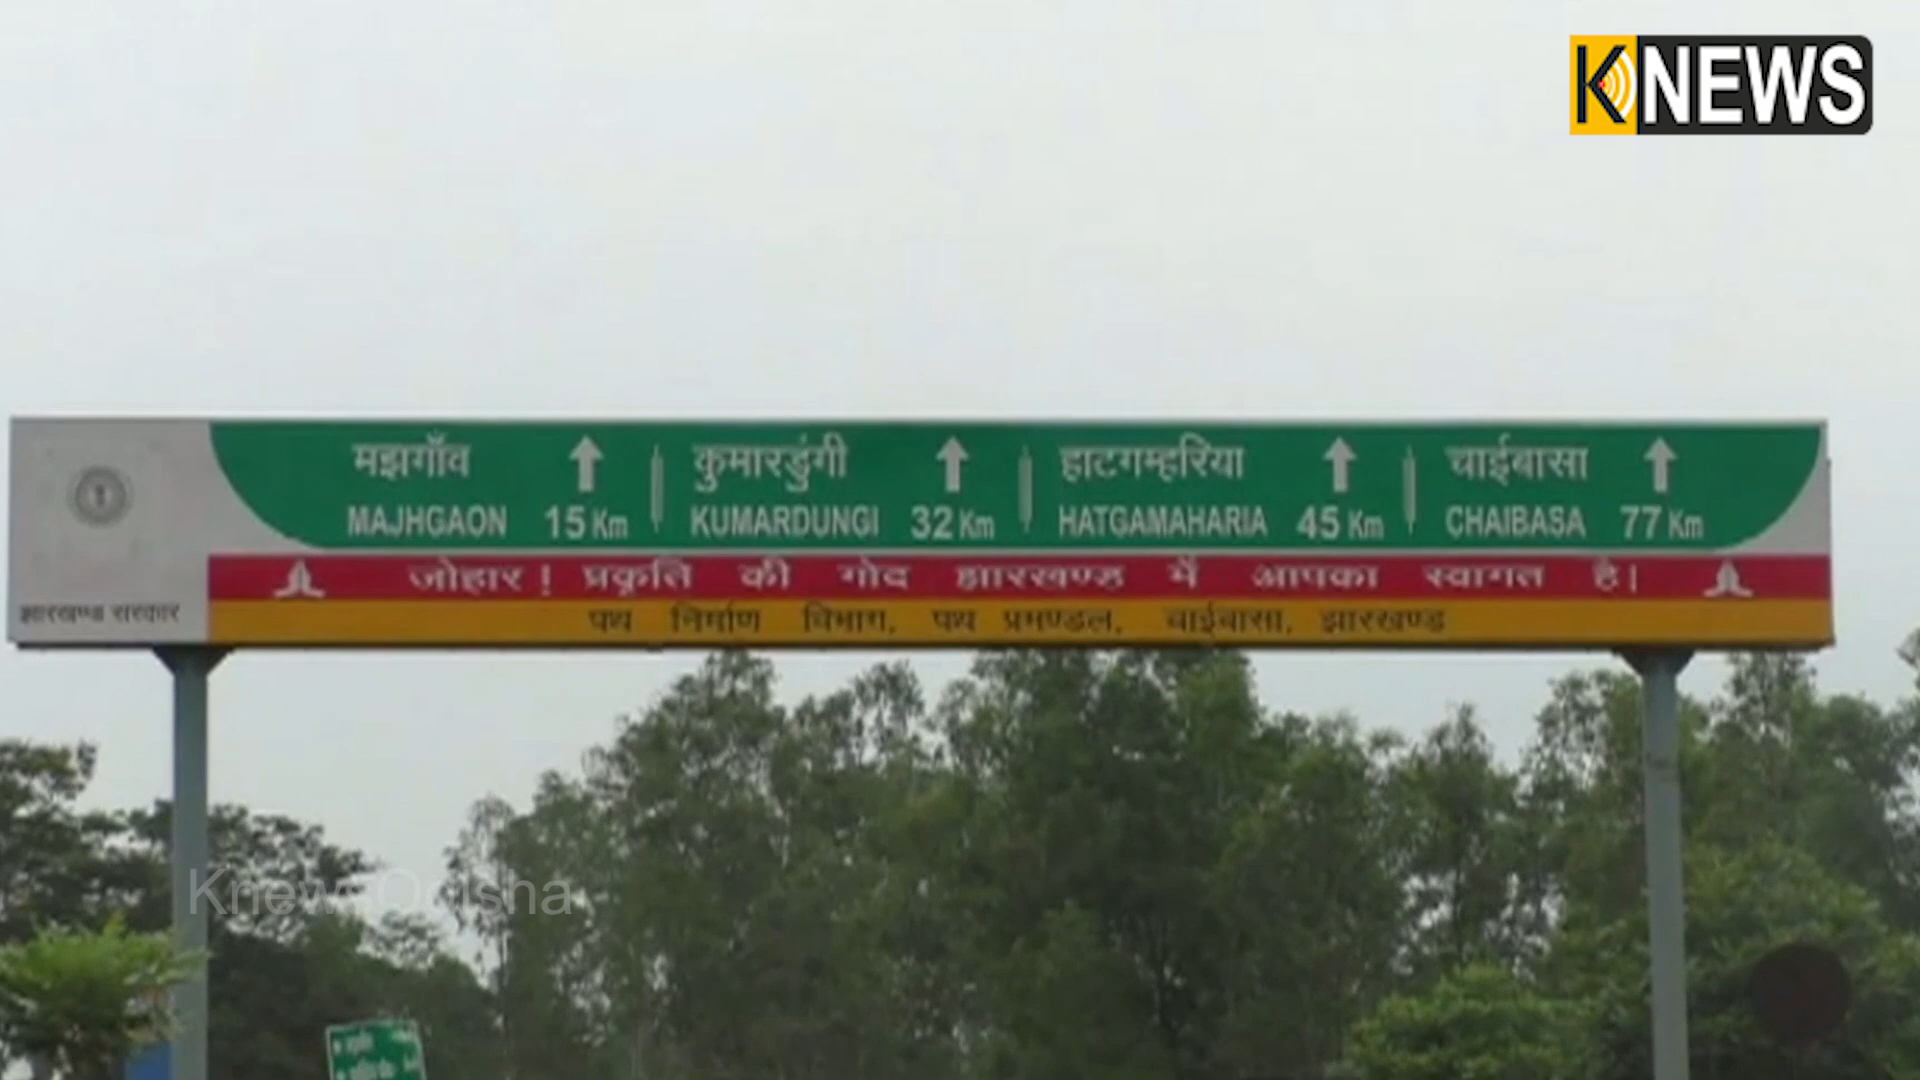 KNEWS
मझगाँव
MAJHGAON 15 Km
कुमारडुंगी
KUMARDUNGI 32 Km
हाटगम्हरिया
HATGAMAHARIA 45 Km
चाईबासा
CHAIBASA 77 Km
जोहार! प्रकृति की गोद झारखण्ड में आपका स्वागत है।
झारखण्ड सरकार
पथ निर्माण विभाग, पथ प्रमण्डल, चाईबासा, झारखण्ड
Knews Odisha